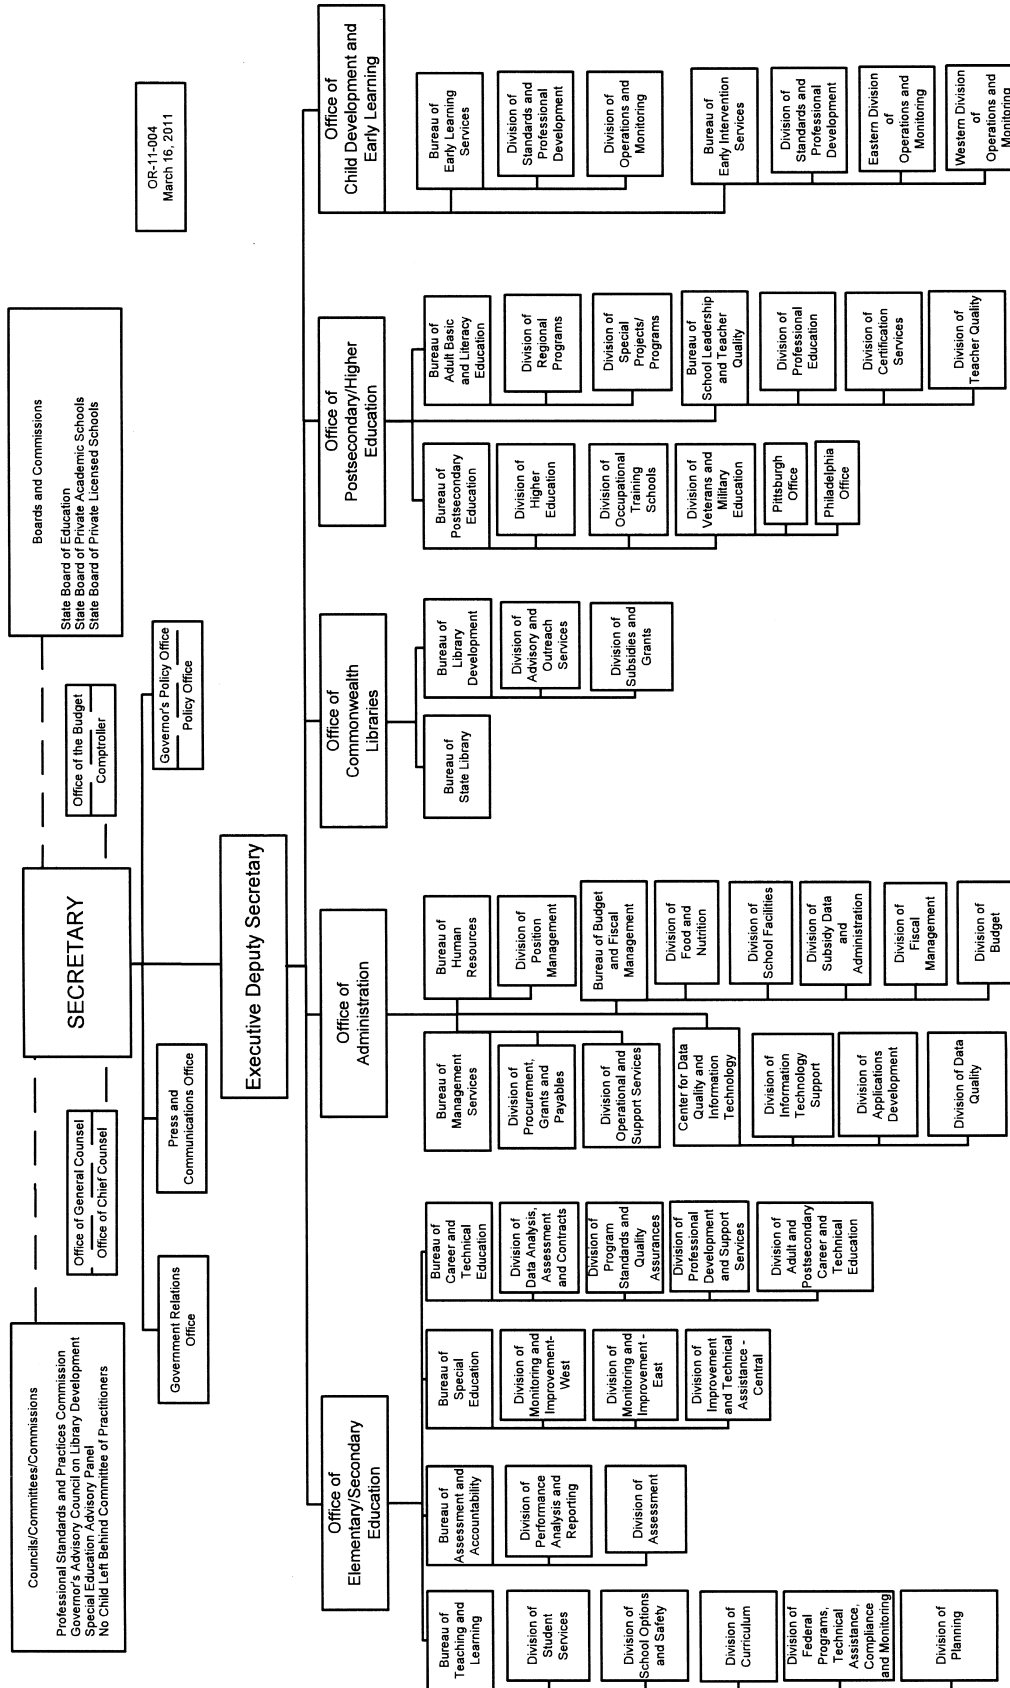 Councils/Committees/Commissions
Professional Standards and Practices Commission
Governor's Advisory Council on Library Development
Special Education Advisory Panel
No Child Left Behind Committee of Practitioners
SECRETARY
Boards and Commissions
State Board of Education
State Board of Private Academic Schools
State Board of Private Licensed Schools
OR-11-004
March 16, 2011
Office of General Counsel
Office of Chief Counsel
Office of the Budget
Comptroller
Government Relations
Office
Press and
Communications Office
Governor's Policy Office
Policy Office
Executive Deputy Secretary
Office of
Elementary/Secondary
Education
Bureau of
Teaching and
Learning
Division of
Student
Services
Division of
School Options
and Safety
Division of
Curriculum
Division of
Federal
Programs,
Technical
Assistance,
Compliance
and Monitoring
Division of
Planning
Bureau of
Assessment and
Accountability
Division of
Performance
Analysis and
Reporting
Division of
Assessment
Bureau of
Special
Education
Division of
Monitoring and
Improvement-
West
Division of
Monitoring and
Improvement -
East
Division of
Improvement
and Technical
Assistance -
Central
Bureau of
Career and
Technical
Education
Division of
Data Analysis,
Assessment
and Contracts
Division of
Program
Standards and
Quality
Assurances
Division of
Professional
Development
and Support
Services
Division of
Adult and
Postsecondary
Career and
Technical
Education
Office of
Administration
Bureau of
Management
Services
Division of
Procurement,
Grants and
Payables
Division of
Operational and
Support Services
Center for Data
Quality and
Information
Technology
Division of
Information
Technology
Support
Division of
Applications
Development
Division of Data
Quality
Bureau of
Human
Resources
Division of
Position
Management
Bureau of Budget
and Fiscal
Management
Division of
Food and
Nutrition
Division of
School Facilities
Division of
Subsidy Data
and
Administration
Division of
Fiscal
Management
Division of
Budget
Office of
Commonwealth
Libraries
Bureau of
State Library
Bureau of
Library
Development
Division of
Advisory and
Outreach
Services
Division of
Subsidies and
Grants
Office of
Postsecondary/Higher
Education
Bureau of
Postsecondary
Education
Division of
Higher
Education
Division of
Occupational
Training
Schools
Division of
Veterans and
Military
Education
Pittsburgh
Office
Philadelphia
Office
Bureau of
Adult Basic
and Literacy
Education
Division of
Regional
Programs
Division of
Special
Projects/
Programs
Bureau of
School Leadership
and Teacher
Quality
Division of
Professional
Education
Division of
Certification
Services
Division of
Teacher Quality
Office of
Child Development and
Early Learning
Bureau of
Early Learning
Services
Division of
Standards and
Professional
Development
Division of
Operations and
Monitoring
Bureau of
Early Intervention
Services
Division of
Standards and
Professional
Development
Eastern Division
of
Operations and
Monitoring
Western Division
of
Operations and
Monitoring